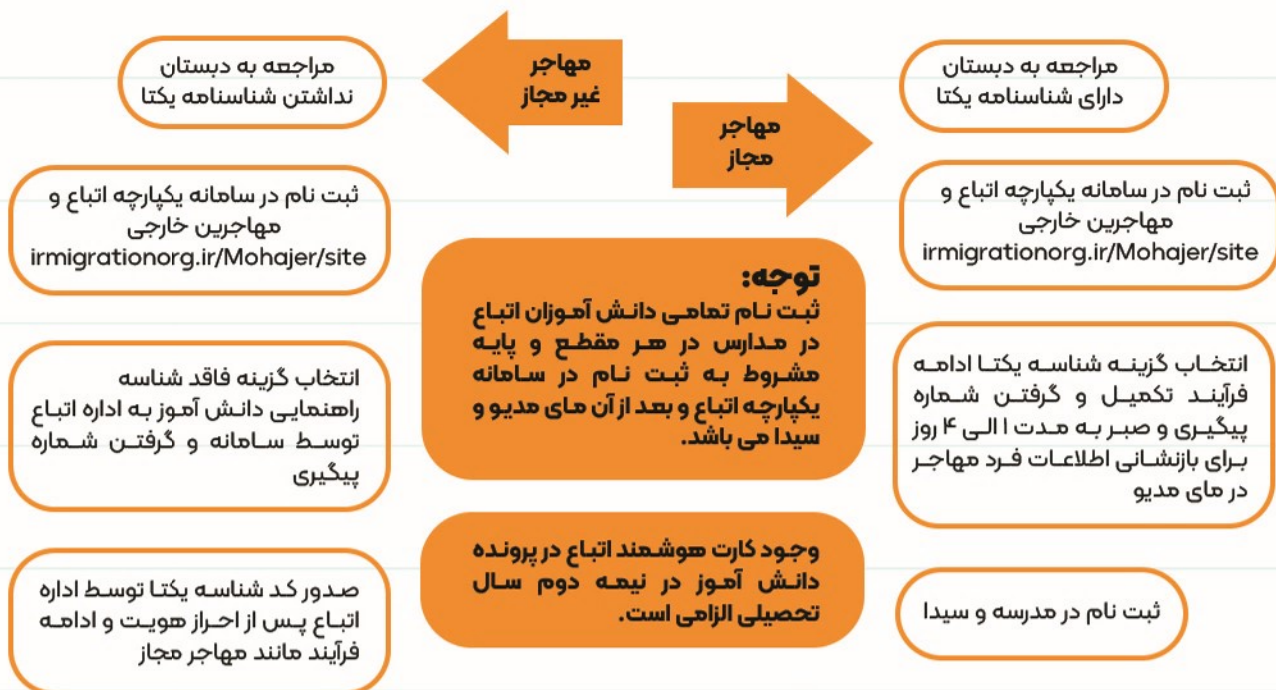 مراجعه به دبستان
دارای شناسنامه یکتا
ثبت نام در سامانه یکپارچه اتباع و
مهاجرین خارجی
irmigrationorg.ir/Mohajer/site
انتخاب گزینه شناسه یکتا ادامه
فرآیند تکمیل و گرفتن شماره
پیگیری و صبر به مدت ۱ الی ۴ روز
برای بازنشانی اطلاعات فرد مهاجر
در مای مدیو
ثبت نام در مدرسه و سیدا
مهاجر
مجاز
مهاجر
غیر مجاز
توجه:
ثبت نام تمامی دانش آموزان اتباع
در مدارس در هر مقطع و پایه
مشروط به ثبت نام در سامانه
یکپارچه اتباع و بعد از آن مای مدیو و
سیدا می باشد.
وجود کارت هوشمند اتباع در پرونده
دانش آموز در نیمه دوم سال
تحصیلی الزامی است.
مراجعه به دبستان
نداشتن شناسنامه یکتا
ثبت نام در سامانه یکپارچه اتباع و
مهاجرین خارجی
irmigrationorg.ir/Mohajer/site
انتخاب گزینه فاقد شناسه
راهنمایی دانش آموز به اداره اتباع
توسط سامانه و گرفتن شماره
پیگیری
صدور کد شناسه یکتا توسط اداره
اتباع پس از احراز هویت و ادامه
فرآیند مانند مهاجر مجاز